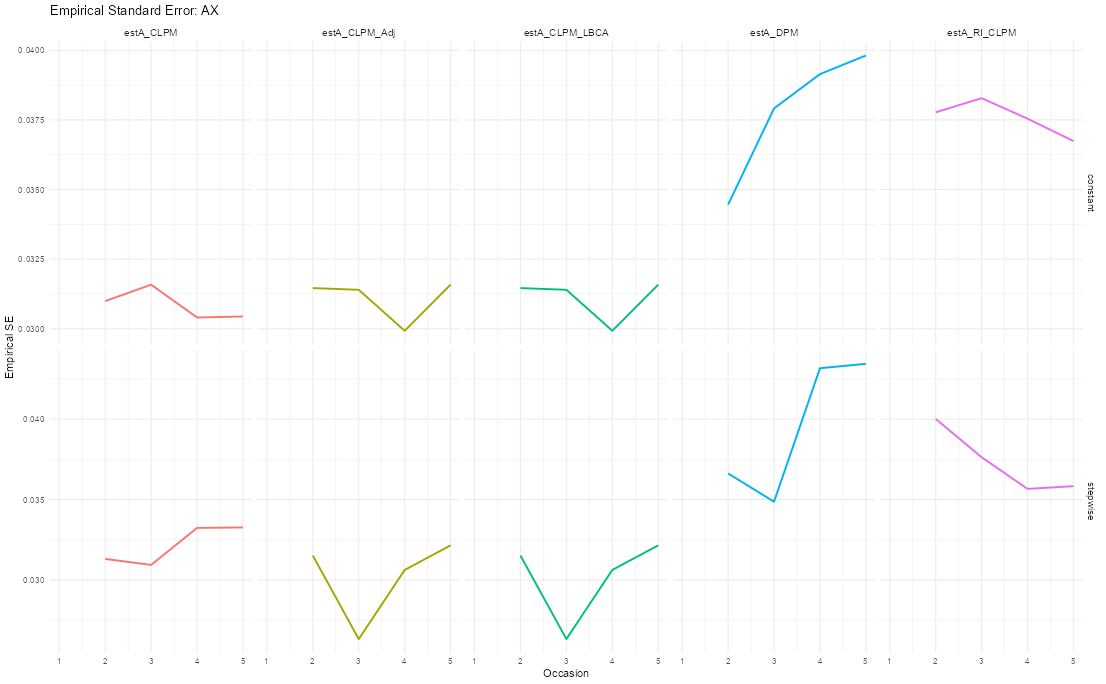 Empirical Standard Error: AX
estA_CLPM estA_CLPM_Adj estA_CLPM_LBCA estA_DPM estA_RI_CLPM
0.0400
0.0375
0.0350
0.0325
0.0300
constant
Empirical SE
0.040
0.035
0.030
stepwise
1 2 3 4 5 1 2 3 4 5 1 2 3 4 5 1 2 3 4 5 1 2 3 4 5
Occasion